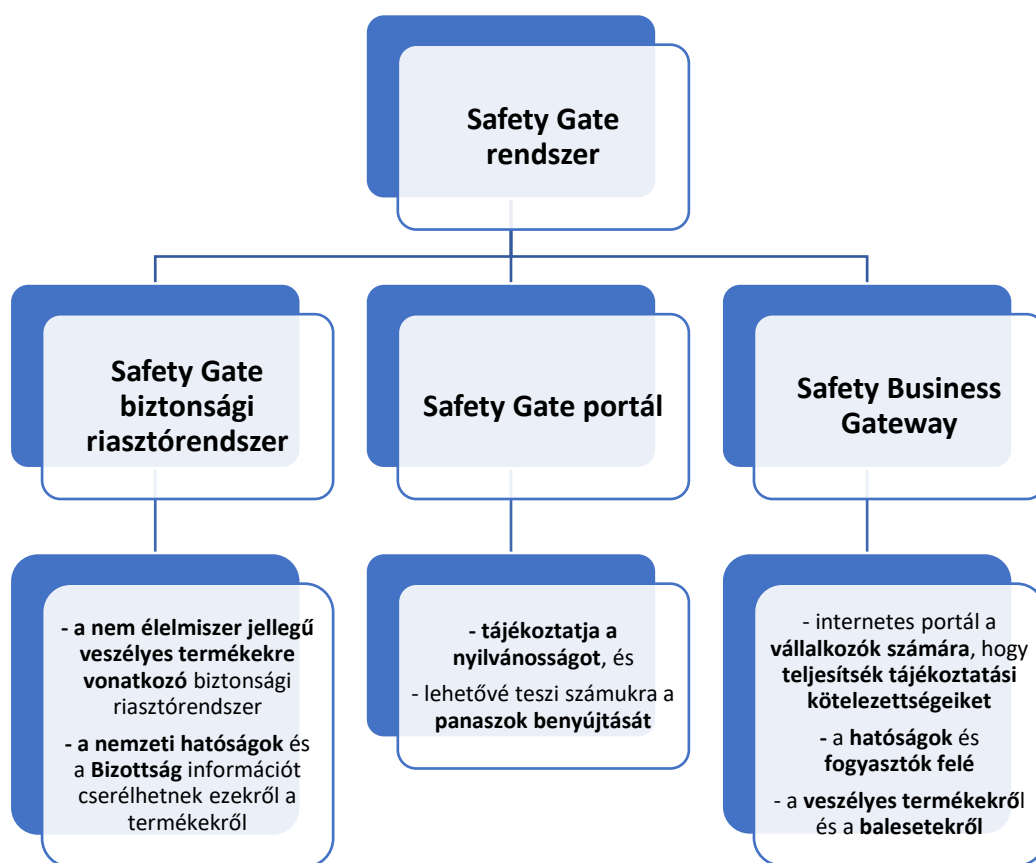 Safety Gate
rendszer
Safety Gate
biztonsági
riasztórendszer
Safety Gate portál
Safety Business
Gateway
- a nem élelmiszer jellegű
veszélyes termékekre
vonatkozó biztonsági
riasztórendszer
- a nemzeti hatóságok és
a Bizottság információt
cserélhetnek ezekről a
termékekről
- tájékoztatja a
nyilvánosságot, és
- lehetővé teszi számukra a
panaszok benyújtását
- internetes portál a
vállalkozók számára, hogy
teljesítsék tájékoztatási
kötelezettségeiket
- a hatóságok és
fogyasztók felé
- a veszélyes termékekről
és a balesetekről